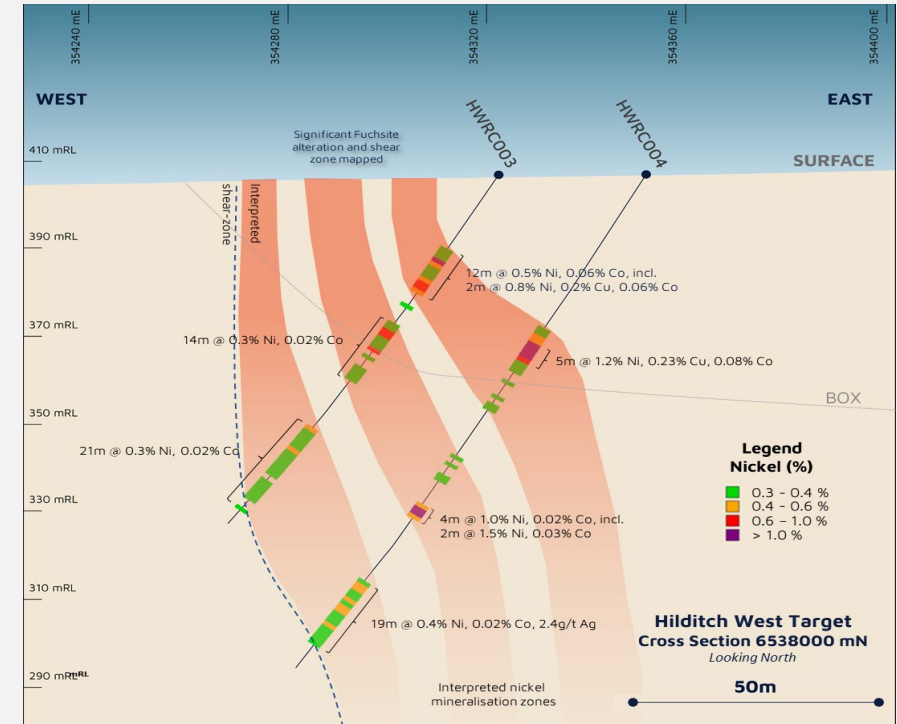 354240 mE
354280 mE
354320 mE
354360 mE
354400 mE
WEST
EAST
Significant Fuchsite
alteration and shear
zone mapped
HWRC003
HWRC004
410 mRL
SURFACE
Interpreted
shear-zone
390 mRL
12m @ 0.5% Ni, 0.06% Co, incl.
2m @ 0.8% Ni, 0.2% Cu, 0.06% Co
370 mRL
14m @ 0.3% Ni, 0.02% Co
5m @ 1.2% Ni, 0.23% Cu, 0.08% Co
BOX
350 mRL
21m @ 0.3% Ni, 0.02% Co
Legend
Nickel (%)
0.3 - 0.4 %
0.4 - 0.6 %
0.6 – 1.0 %
> 1.0 %
330 mRL
4m @ 1.0% Ni, 0.02% Co, incl.
2m @ 1.5% Ni, 0.03% Co
310 mRL
19m @ 0.4% Ni, 0.02% Co, 2.4g/t Ag
Hilditch West Target
Cross Section 6538000 mN
Looking North
290 mRL
mRL
Interpreted nickel
mineralisation zones
50m